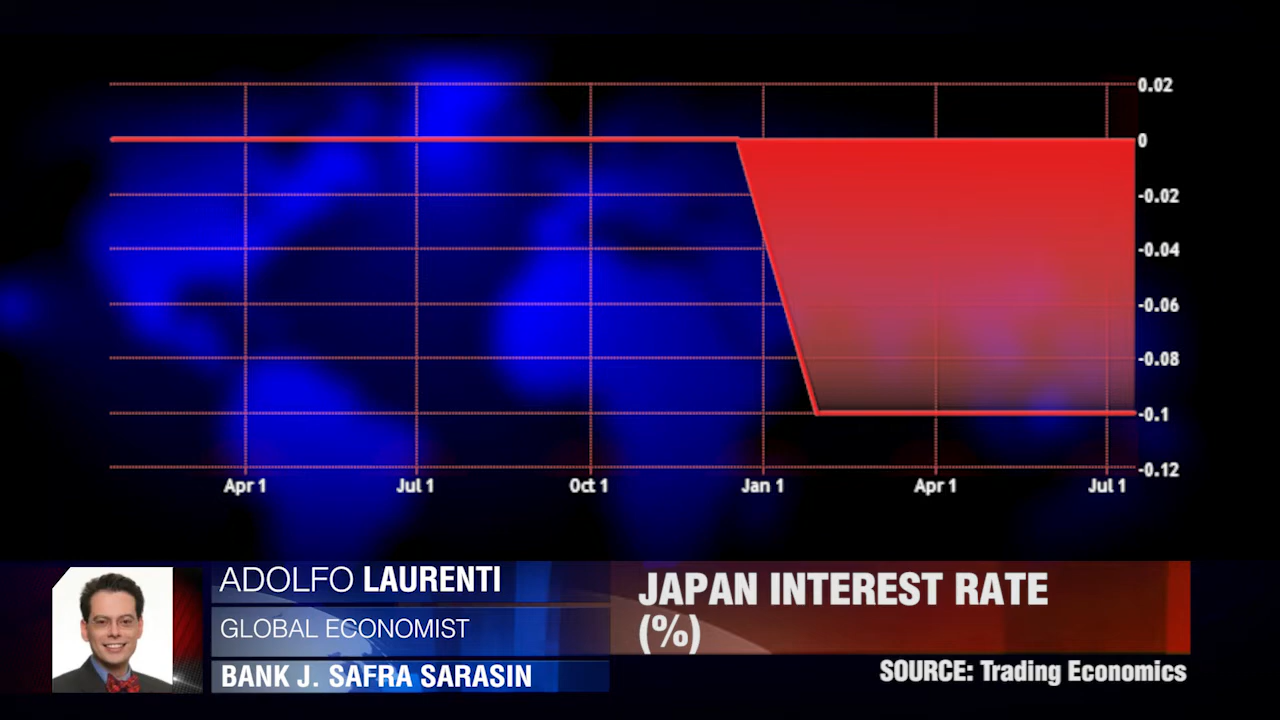 0.02
0
-0.02
-0.04
-0.06
-0.08
-0.1
-0.12
Apr 1 Jul 1 Oct 1 Jan 1 Apr 1 Jul 1
ADOLFO LAURENTI
GLOBAL ECONOMIST
BANK J. SAFRA SARASIN
JAPAN INTEREST RATE
(%)
SOURCE: Trading Economics